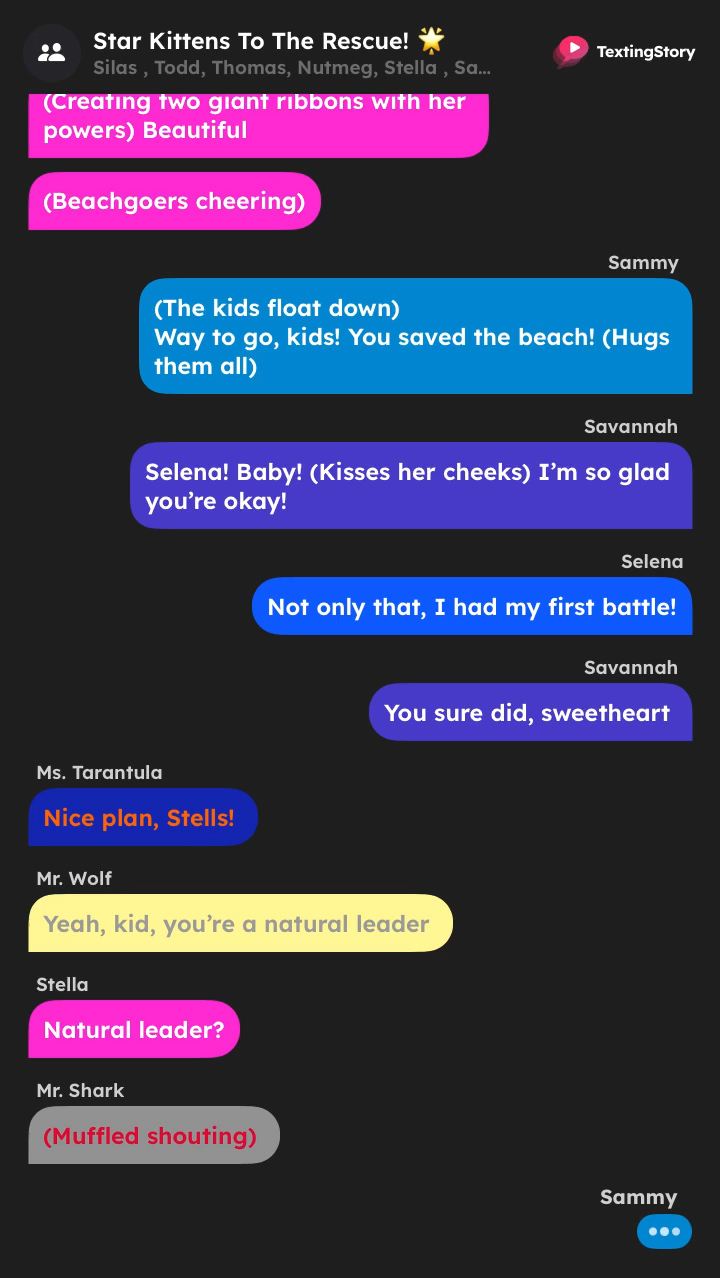 Star Kittens To The Rescue! 🌟
TextingStory
Silas , Todd, Thomas, Nutmeg, Stella , Sa...
(Creating two giant ribbons with her
powers) Beautiful
(Beachgoers cheering)
Sammy
(The kids float down)
Way to go, kids! You saved the beach! (Hugs
them all)
Savannah
Selena! Baby! (Kisses her cheeks) I’m so glad
you’re okay!
Selena
Not only that, I had my first battle!
Savannah
You sure did, sweetheart
Ms. Tarantula
Nice plan, Stells!
Mr. Wolf
Yeah, kid, you’re a natural leader
Stella
Natural leader?
Mr. Shark
(Muffled shouting)
Sammy